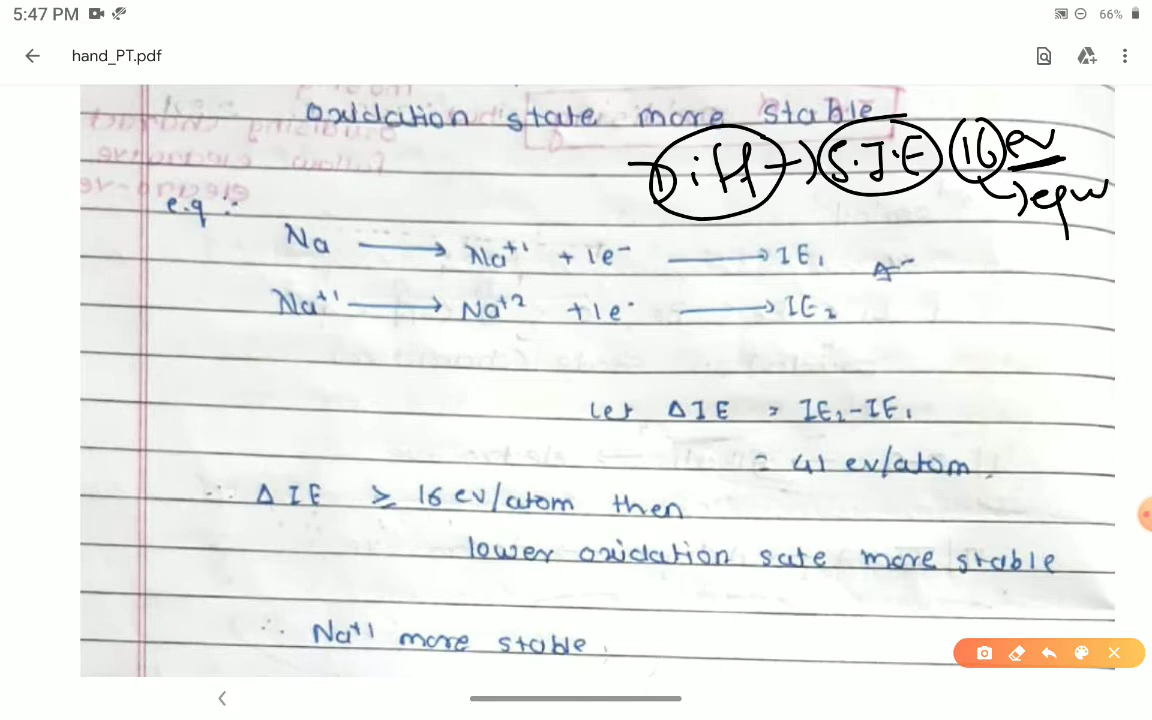 5:47 PM
66%
hand_PT.pdf
oxidation state more stable
Diff → S.I.E 16 ev
→ equ
e.g :-
Na → Na+1 + 1e- → IE1
Na+1 → Na+2 + 1e- → IE2
Let ΔIE = IE2-IE1
= 41 ev/atom.
∴ ΔIE ≥ 16 ev/atom then
lower oxidation sate more stable
∴ Na+1 more stable.